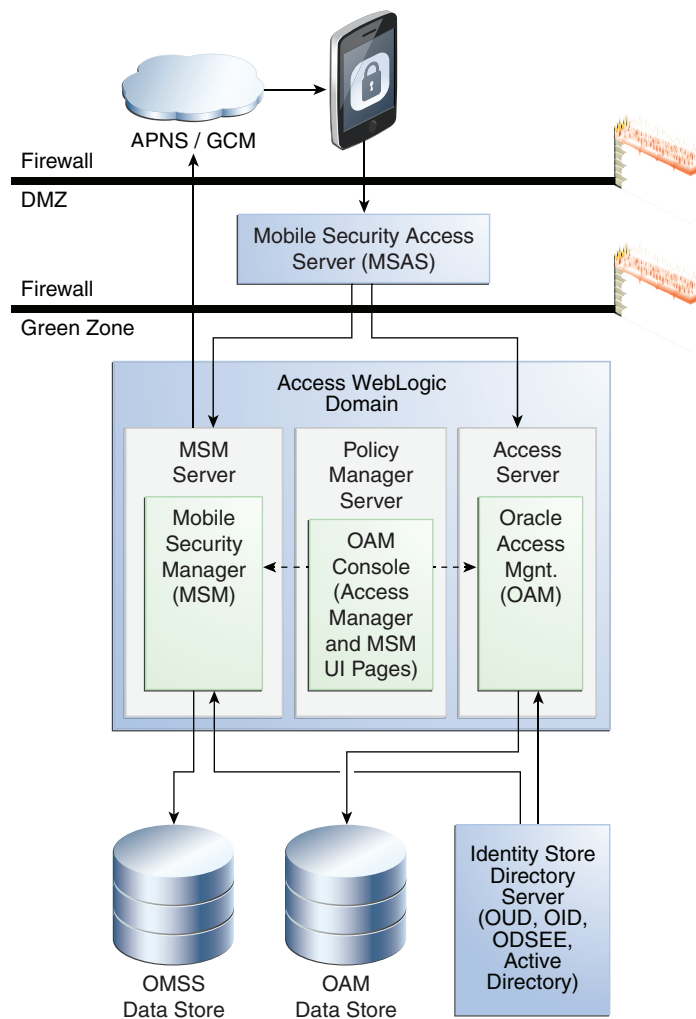 APNS / GCM
Firewall
DMZ
Mobile Security Access
Server (MSAS)
Firewall
Green Zone
Access WebLogic
Domain
MSM
Server
Mobile
Security
Manager
(MSM)
Policy
Manager
Server
OAM
Console
(Access
Manager
and MSM
UI Pages)
Access
Server
Oracle
Access
Mgnt.
(OAM)
OMSS
Data Store
OAM
Data Store
Identity Store
Directory
Server
(OUD, OID,
ODSEE,
Active
Directory)